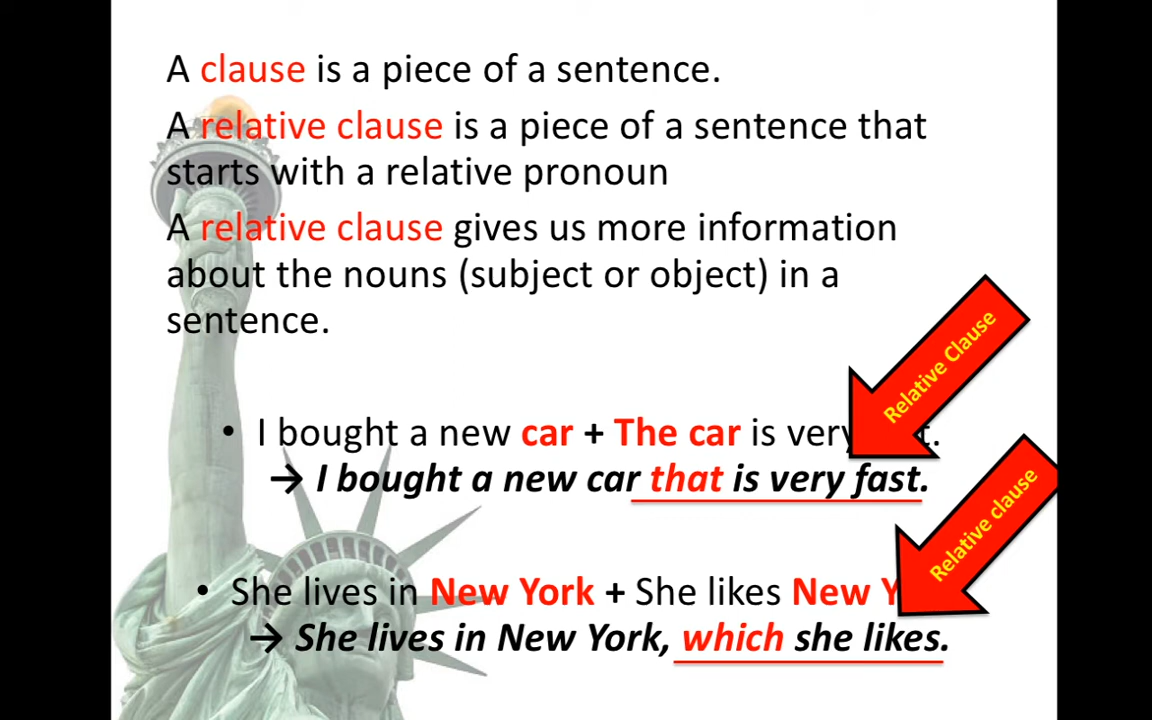 A clause is a piece of a sentence.
A relative clause is a piece of a sentence that
starts with a relative pronoun
A relative clause gives us more information
about the nouns (subject or object) in a
sentence.
Relative Clause
• I bought a new car + The car is very
→ I bought a new car that is very fast.
Relative clause
• She lives in New York + She likes New
→ She lives in New York, which she likes.